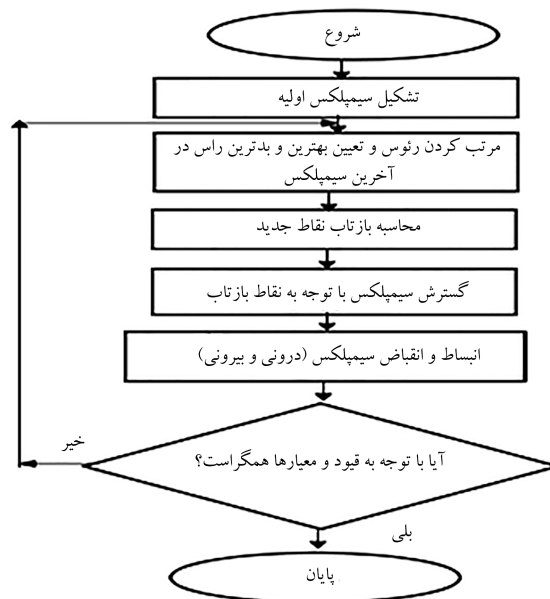 شروع
تشکیل سیمپلکس اولیه
مرتب کردن رئوس و تعیین بهترین و بدترین راس در
آخرین سیمپلکس
محاسبه بازتاب نقاط جدید
گسترش سیمپلکس با توجه به نقاط بازتاب
انبساط و انقباض سیمپلکس (درونی و بیرونی)
آیا با توجه به قیود و معیارها همگراست؟
خیر
بلی
پایان